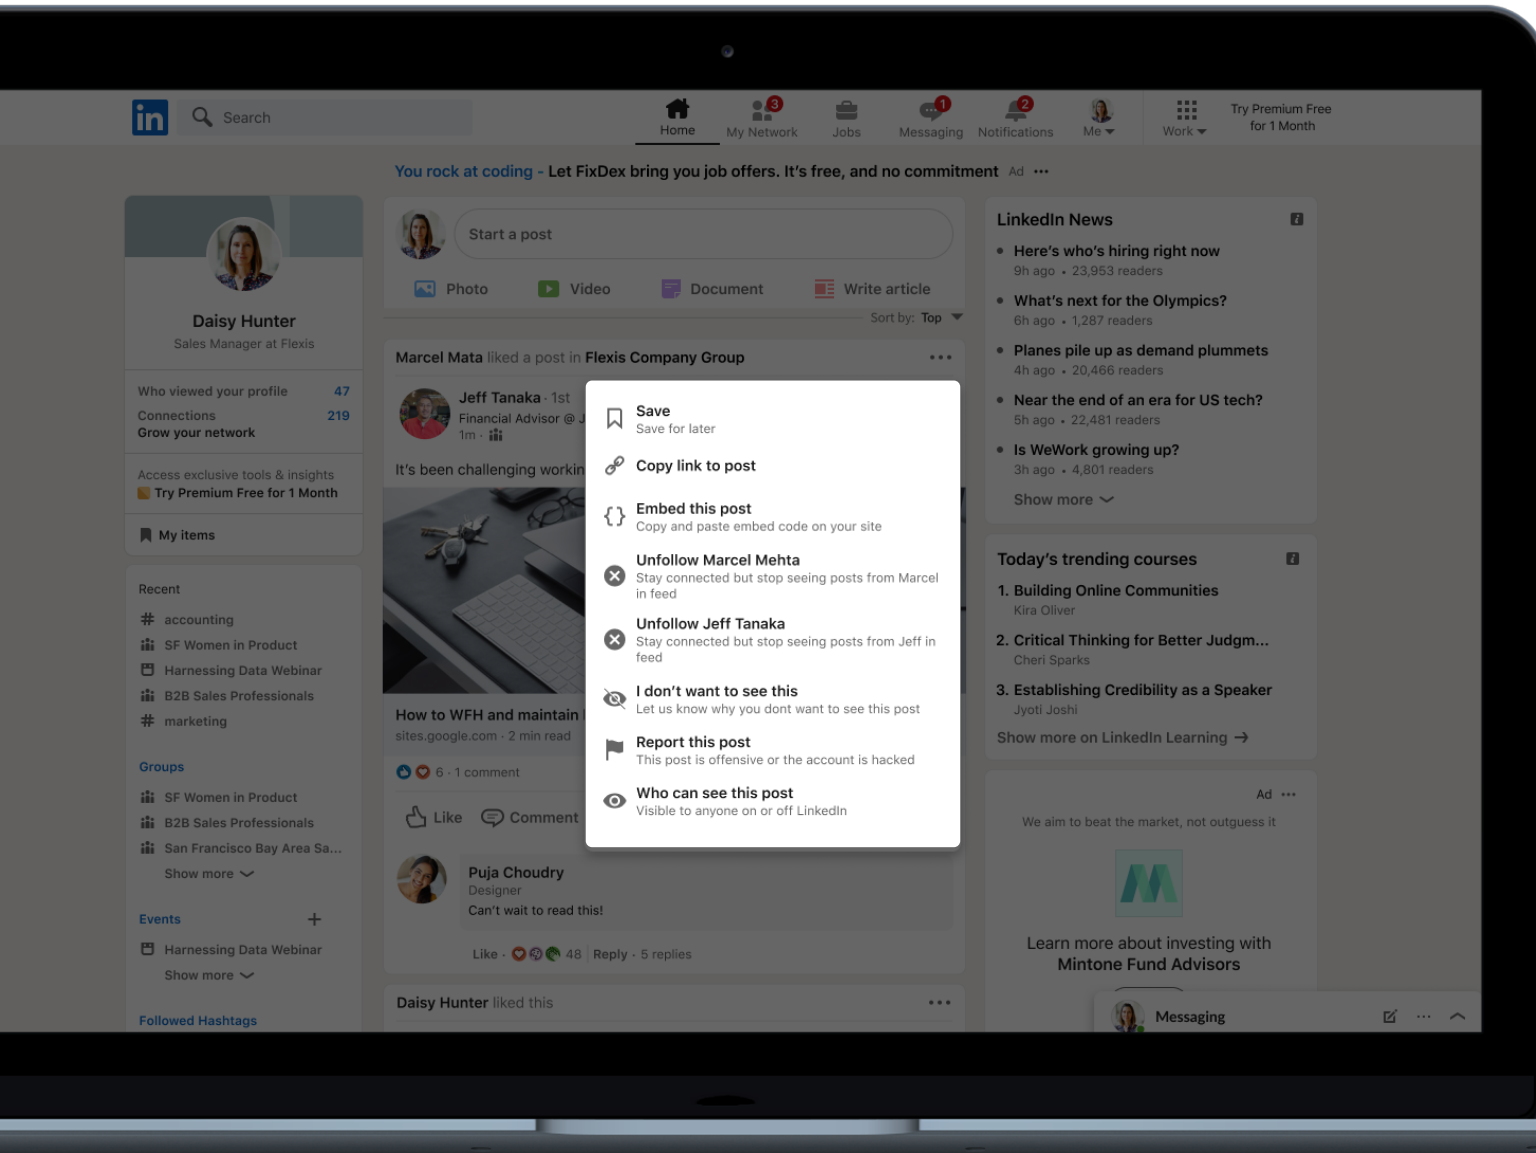 in
Search
Home
My Network
3
Jobs
Messaging
1
Notifications
2
Me
Work
Try Premium Free
for 1 Month
You rock at coding - Let FixDex bring you job offers. It's free, and no commitment Ad
Daisy Hunter
Sales Manager at Flexis
Who viewed your profile 47
Connections 219
Grow your network
Access exclusive tools & insights
Try Premium Free for 1 Month
My items
Recent
# accounting
SF Women in Product
Harnessing Data Webinar
B2B Sales Professionals
# marketing
Groups
SF Women in Product
B2B Sales Professionals
San Francisco Bay Area Sa...
Show more
Events +
Harnessing Data Webinar
Show more
Followed Hashtags
Start a post
Photo
Video
Document
Write article
Sort by: Top
Marcel Mata liked a post in Flexis Company Group
Jeff Tanaka · 1st
Financial Advisor @ J
1m ·
It's been challenging workin
How to WFH and maintain
sites.google.com · 2 min read
6 · 1 comment
Like
Comment
Puja Choudry
Designer
Can't wait to read this!
Like · 48 | Reply · 5 replies
Daisy Hunter liked this
Save
Save for later
Copy link to post
Embed this post
Copy and paste embed code on your site
Unfollow Marcel Mehta
Stay connected but stop seeing posts from Marcel
in feed
Unfollow Jeff Tanaka
Stay connected but stop seeing posts from Jeff in
feed
I don't want to see this
Let us know why you dont want to see this post
Report this post
This post is offensive or the account is hacked
Who can see this post
Visible to anyone on or off LinkedIn
LinkedIn News
Here's who's hiring right now
9h ago • 23,953 readers
What's next for the Olympics?
6h ago • 1,287 readers
Planes pile up as demand plummets
4h ago • 20,466 readers
Near the end of an era for US tech?
5h ago • 22,481 readers
Is WeWork growing up?
3h ago • 4,801 readers
Show more
Today's trending courses
1. Building Online Communities
Kira Oliver
2. Critical Thinking for Better Judgm...
Cheri Sparks
3. Establishing Credibility as a Speaker
Jyoti Joshi
Show more on LinkedIn Learning →
Ad
We aim to beat the market, not outguess it
Learn more about investing with
Mintone Fund Advisors
Messaging